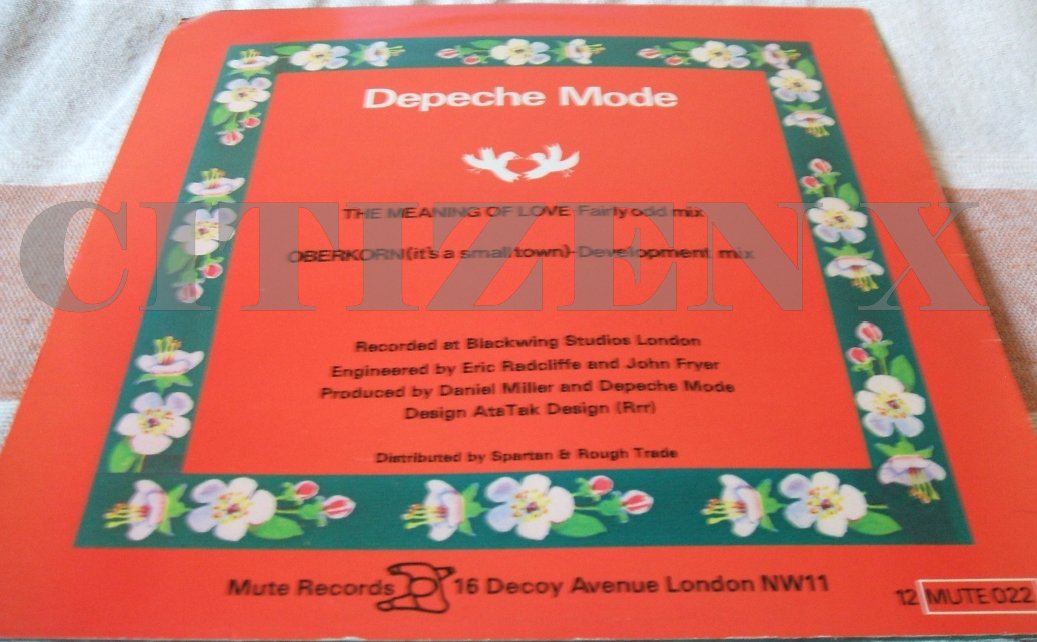 Depeche Mode
THE MEANING OF LOVE Fairly odd mix
CITIZENX
OBERKORN (it's a small town)-Development mix
Recorded at Blackwing Studios London
Engineered by Eric Radcliffe and John Fryer
Produced by Daniel Miller and Depeche Mode
Design AtaTak Design (Rrr)
Distributed by Spartan & Rough Trade
Mute Records 16 Decoy Avenue London NW11
12 MUTE 022